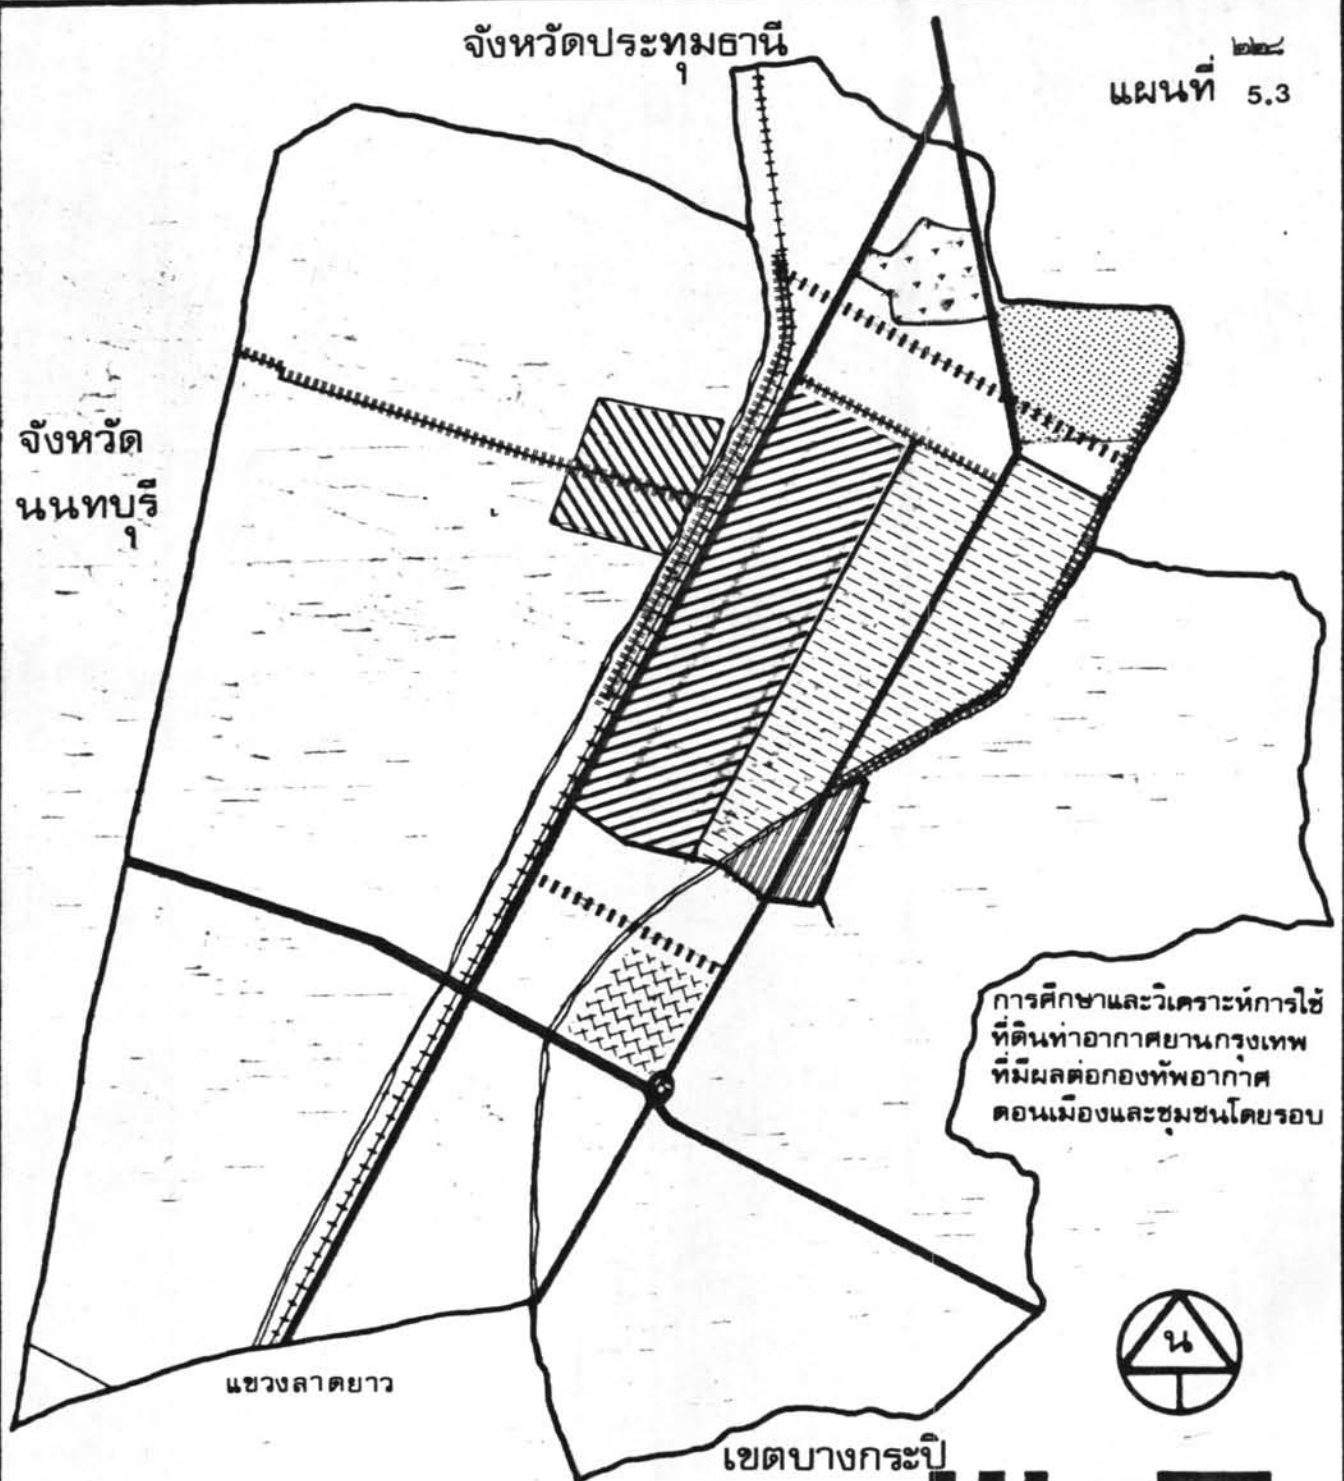 จังหวัดประทุมธานี
๒๒๘
แผนที่ 5.3
จังหวัด
นนทบุรี
การศึกษาและวิเคราะห์การใช้
ที่ดินท่าอากาศยานกรุงเทพ
ที่มีผลต่อกองทัพอากาศ
ดอนเมืองและชุมชนโดยรอบ
น
แขวงลาดยาว
เขตบางกระปิ